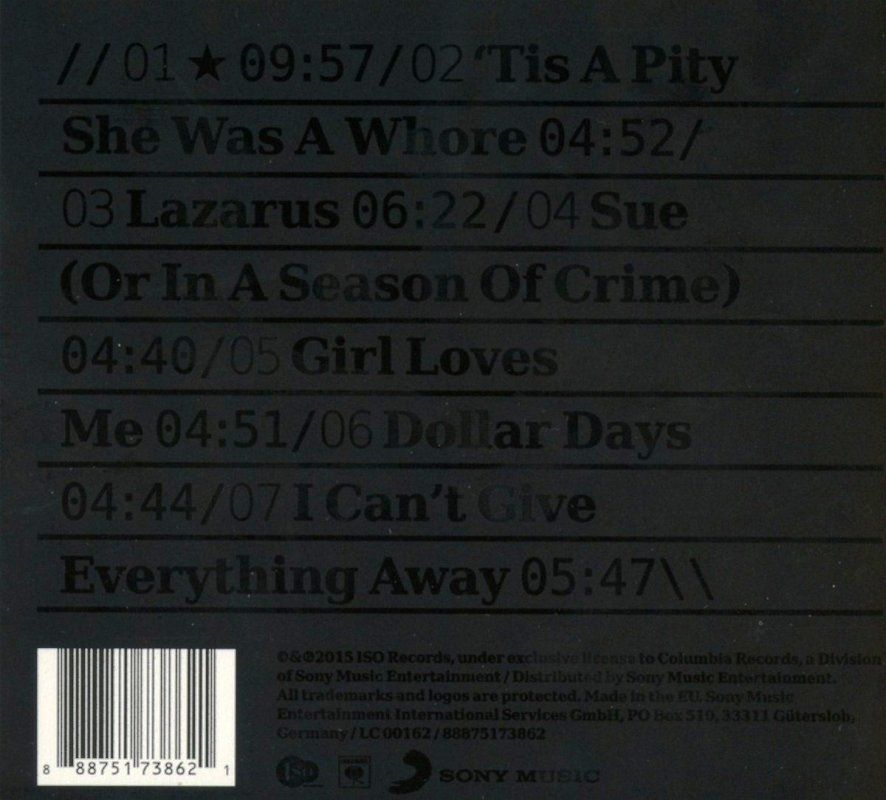 //01★09:57/02 ‘Tis A Pity
She Was A Whore 04:52/
03 Lazarus 06:22/04 Sue
(Or In A Season Of Crime)
04:40/05 Girl Loves
Me 04:51/06 Dollar Days
04:44/07 I Can’t Give
Everything Away 05:47\\
©&℗2015 ISO Records, under exclusive license to Columbia Records, a Division
of Sony Music Entertainment / Distributed by Sony Music Entertainment.
All trademarks and logos are protected. Made in the EU. Sony Music
Entertainment International Services GmbH, PO Box 510, 33311 Gütersloh,
Germany / LC 00162 / 88875173862
8 88751 73862 1
ISO
SONY MUSIC